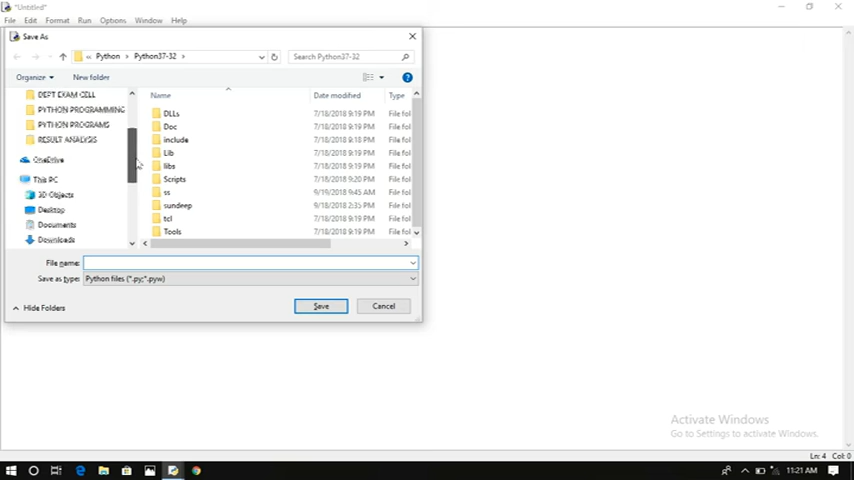 *Untitled*
File Edit Format Run Options Window Help
Save As
« Python › Python37-32 ›
Search Python37-32
Organize
New folder
Name Date modified Type
DEPT EXAM CELL
PYTHON PROGRAMMING
PYTHON PROGRAMS
RESULT ANALYSIS
OneDrive
This PC
3D Objects
Desktop
Documents
Downloads
DLLs 7/18/2018 9:19 PM File fol
Doc 7/18/2018 9:19 PM File fol
include 7/18/2018 9:18 PM File fol
Lib 7/18/2018 9:19 PM File fol
libs 7/18/2018 9:19 PM File fol
Scripts 7/18/2018 9:20 PM File fol
ss 9/19/2018 9:45 AM File fol
sundeep 9/18/2018 2:35 PM File fol
tcl 7/18/2018 9:19 PM File fol
Tools 7/18/2018 9:19 PM File fol
File name:
Save as type: Python files (*.py;*.pyw)
Hide Folders
Save
Cancel
Activate Windows
Go to Settings to activate Windows.
Ln: 4 Col: 0
11:21 AM